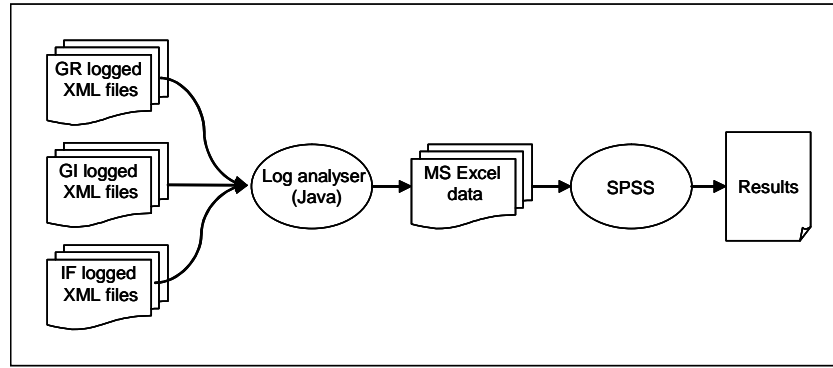 GR logged
XML files
GI logged
XML files
IF logged
XML files
Log analyser
(Java)
MS Excel
data
SPSS
Results